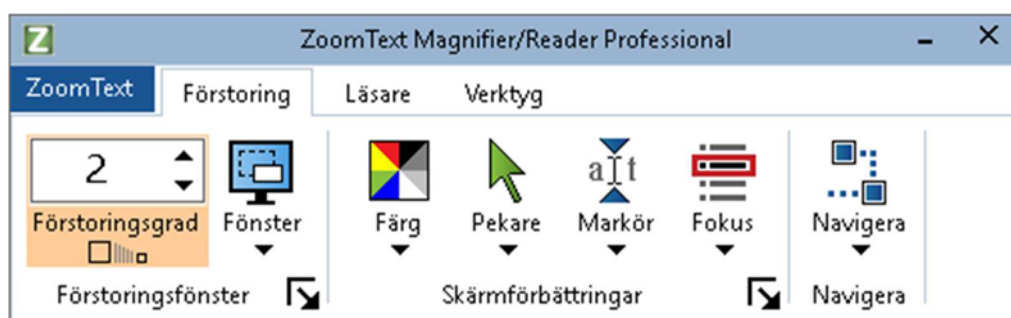 Z
ZoomText Magnifier/Reader Professional
ZoomText Förstoring Läsare Verktyg
2
a t
Förstoringsgrad Fönster Färg Pekare Markör Fokus Navigera
Förstoringsfönster Skärmförbättringar Navigera